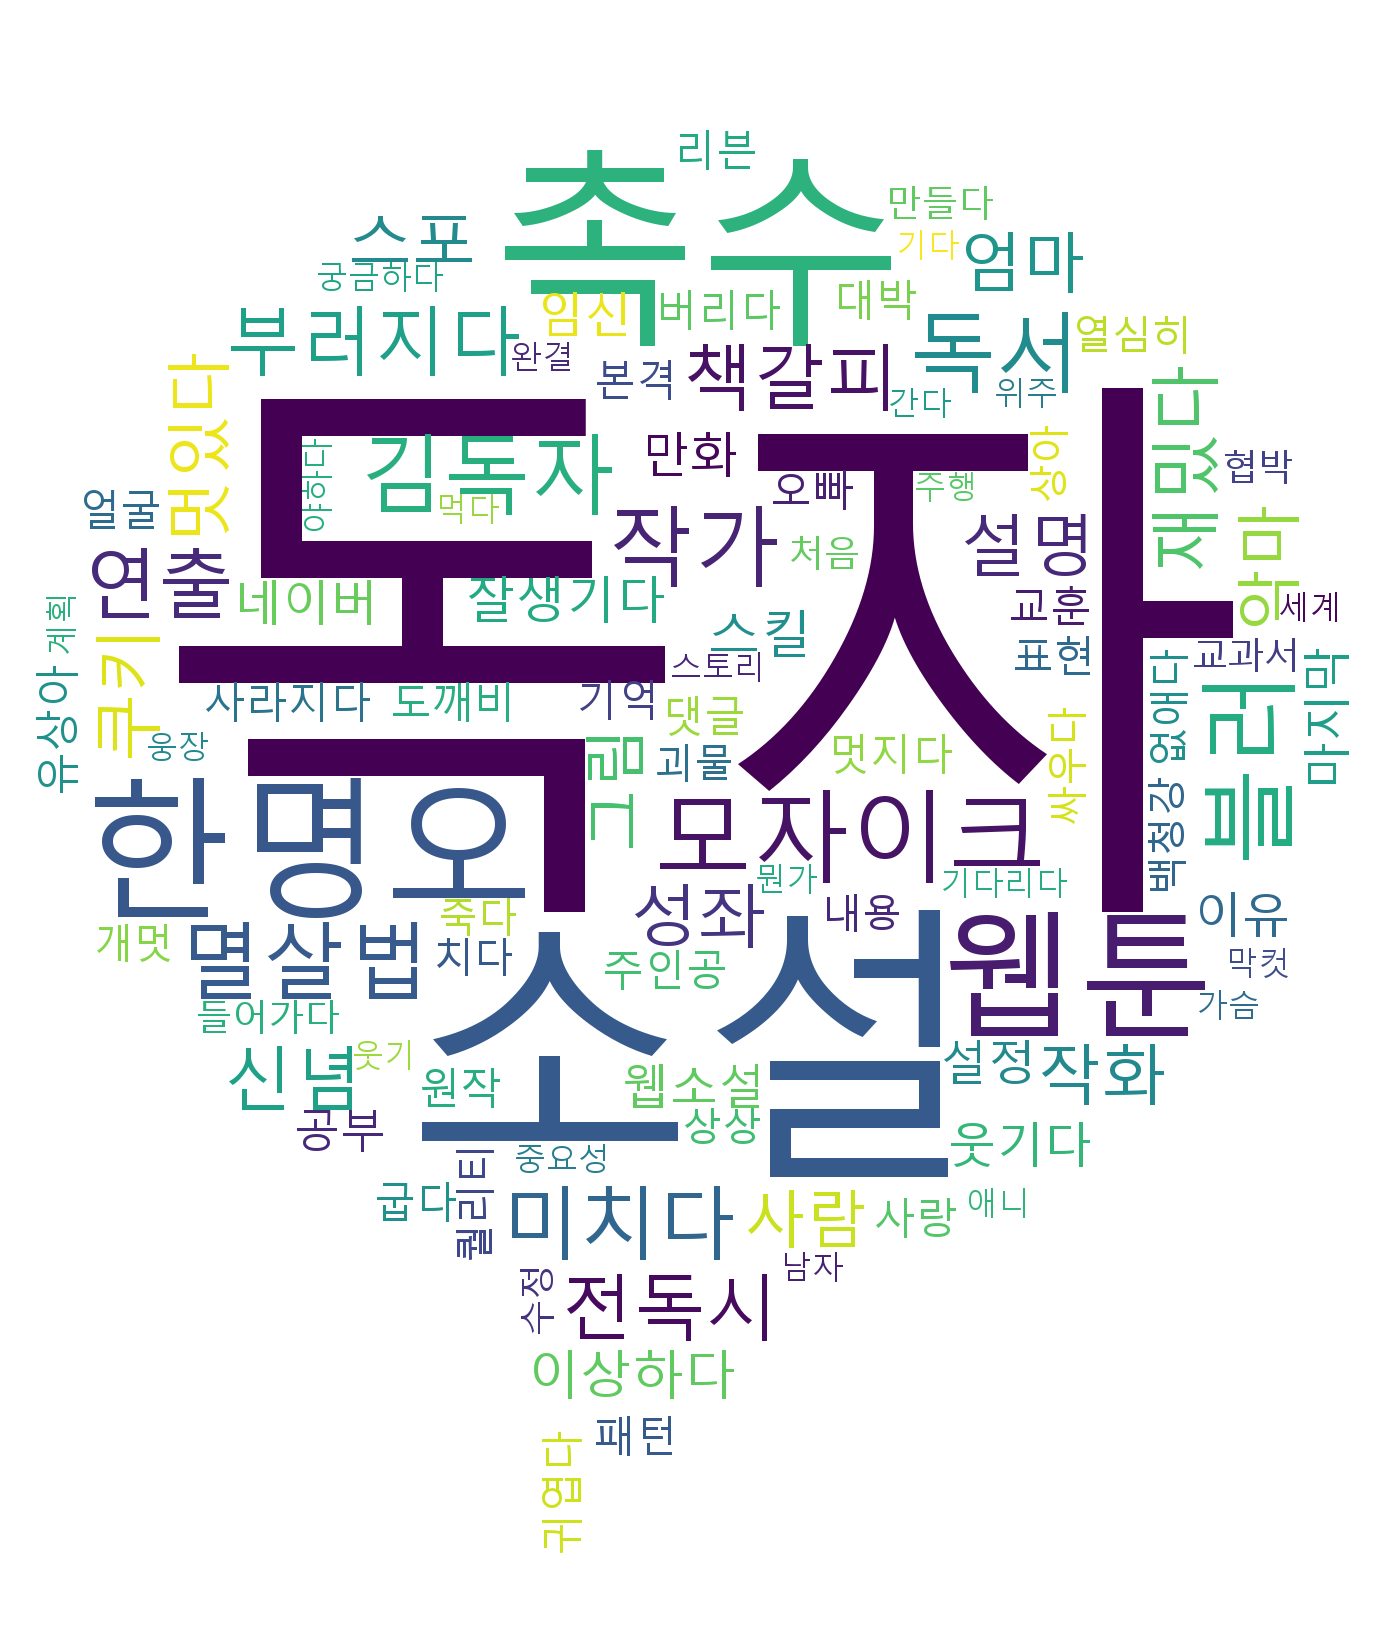 리븐
촉수
만들다
스포
기다
엄마
궁금하다
임신
버리다
대박
부러지다
독서
열심히
완결
책갈피
본격
간다
위주
멋있다
재밌다
독자
김독자
만화
상아
야하다
오빠
주행
협박
먹다
얼굴
작가
설명
악마
처음
연출
네이버
잘생기다
교훈
세계
계획
스킬
쿠키
표현
교과서
스토리
없애다
마지막
유상아
사라지다
도깨비
기억
댓글
블러
싸우다
웅장
그림
괴물
멋지다
한명오
모자이크
백청강
뭔가
기다리다
성좌
내용
이유
죽다
소설
웹툰
개멋
멸살법
치다
주인공
막컷
가슴
들어가다
신념
웃기
설정
작화
원작
웹소설
공부
상상
웃기다
중요성
퀄리티
굽다
미치다
사람
사랑
애니
남자
수정
전독시
이상하다
패턴
귀엽다